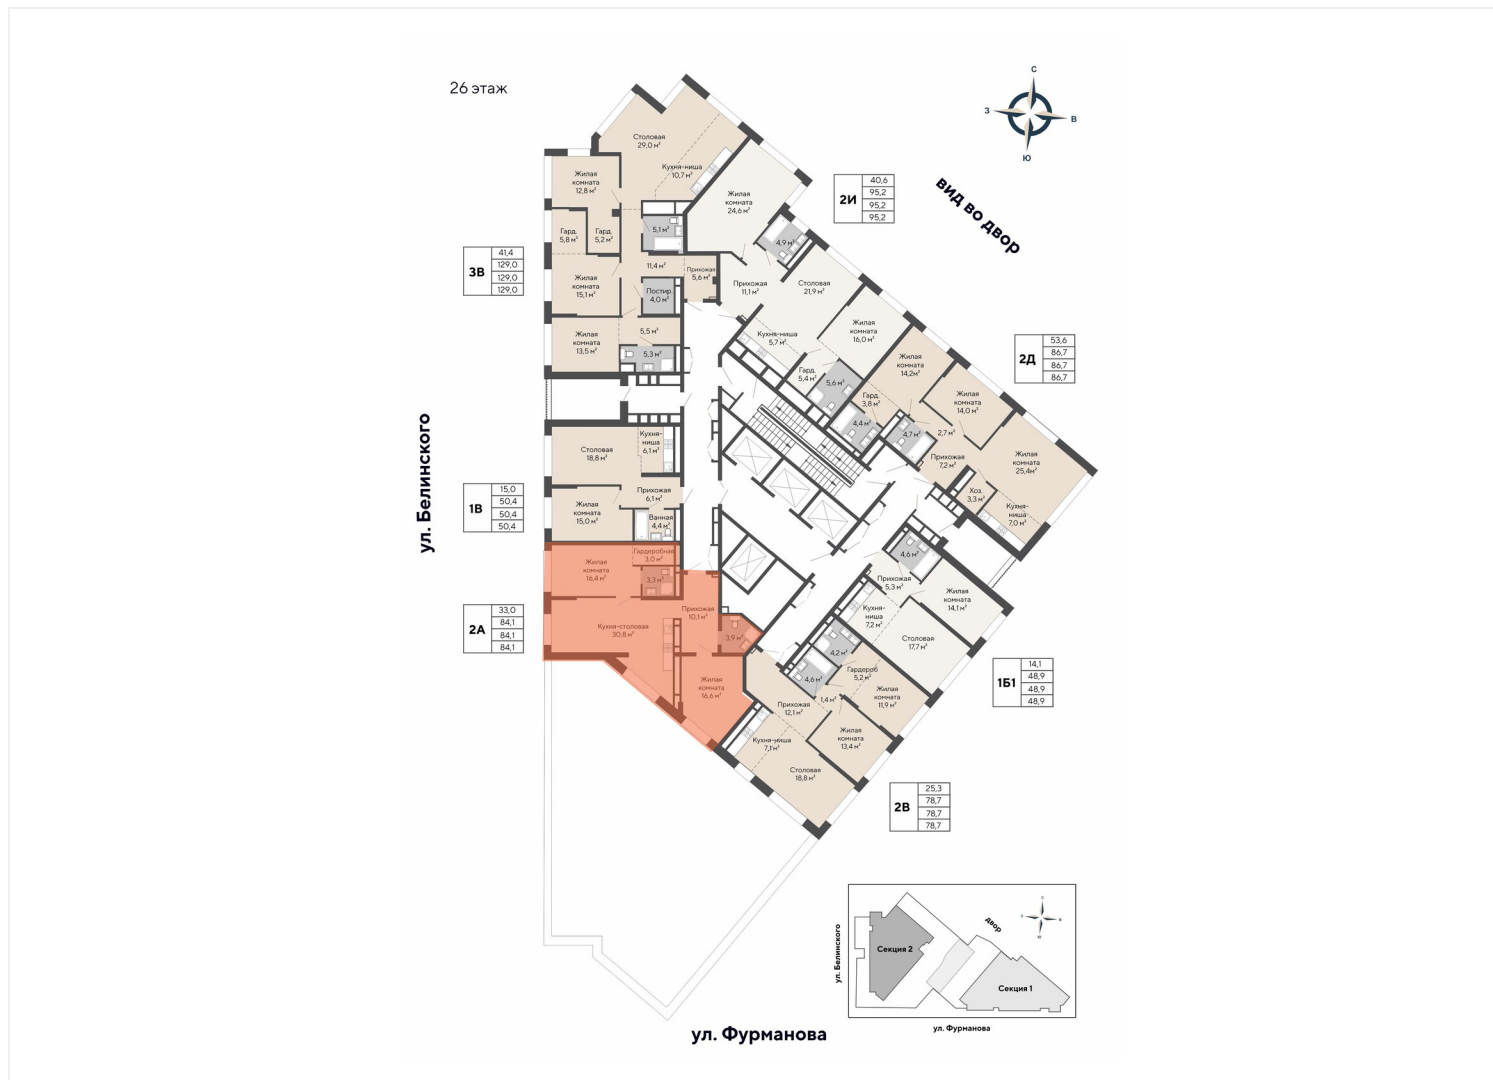 26 этаж
С
З
В
Ю
вид во двор
Столовая
29,0 м²
Кухня-ниша
10,7 м²
Жилая
комната
12,8 м²
Гард.
5,8 м²
Гард.
5,2 м²
5,1 м²
11,4 м²
Прихожая
5,6 м²
Жилая
комната
15,1 м²
Постир.
4,0 м²
Жилая
комната
13,5 м²
5,5 м²
5,3 м²
3В
41,4
129,0
129,0
129,0
Жилая
комната
24,6 м²
4,9 м²
Прихожая
11,1 м²
Столовая
21,9 м²
Кухня-ниша
5,7 м²
Жилая
комната
16,0 м²
Гард.
5,4 м²
5,6 м²
2И
40,6
95,2
95,2
95,2
Жилая
комната
14,2м²
Гард.
3,8 м²
4,4 м²
Жилая
комната
14,0 м²
4,7 м²
2,7 м²
Прихожая
7,2 м²
Жилая
комната
25,4м²
Хоз.
3,3 м²
Кухня-
ниша
7,0 м²
2Д
53,6
86,7
86,7
86,7
ул. Белинского
Столовая
18,8 м²
Кухня-
ниша
6,1 м²
Прихожая
6,1 м²
Жилая
комната
15,0 м²
Ванная
4,4 м²
1В
15,0
50,4
50,4
50,4
Гардеробная
3,0 м²
Жилая
комната
16,4 м²
3,3 м²
Прихожая
10,1 м²
Кухня-столовая
30,8 м²
3,9 м²
Жилая
комната
16,6 м²
2А
33,0
84,1
84,1
84,1
4,6 м²
Прихожая
5,3 м²
Жилая
комната
14,1 м²
Кухня-
ниша
7,2 м²
Столовая
17,7 м²
1Б1
14,1
48,9
48,9
48,9
4,2 м²
4,6 м²
Гардероб
5,2 м²
1,4 м²
Жилая
комната
11,9 м²
Прихожая
12,1 м²
Жилая
комната
13,4 м²
Кухня-ниша
7,1 м²
Столовая
18,8 м²
2В
25,3
78,7
78,7
78,7
ул. Фурманова
ул. Белинского
двор
Секция 2
Секция 1
С
З
В
Ю
ул. Фурманова